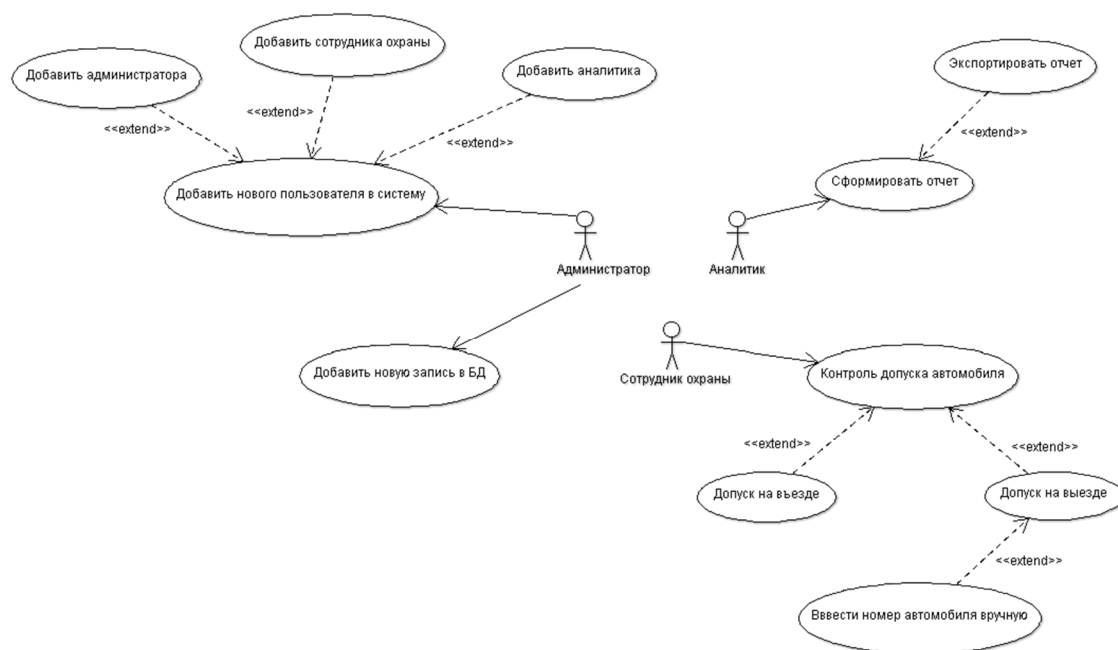 Добавить сотрудника охраны
Добавить администратора
Добавить аналитика
Экспортировать отчет
<<extend>>
<<extend>>
<<extend>>
<<extend>>
Добавить нового пользователя в систему
Сформировать отчет
Администратор
Аналитик
Добавить новую запись в БД
Сотрудник охраны
Контроль допуска автомобиля
<<extend>>
<<extend>>
Допуск на въезде
Допуск на выезде
<<extend>>
Вввести номер автомобиля вручную